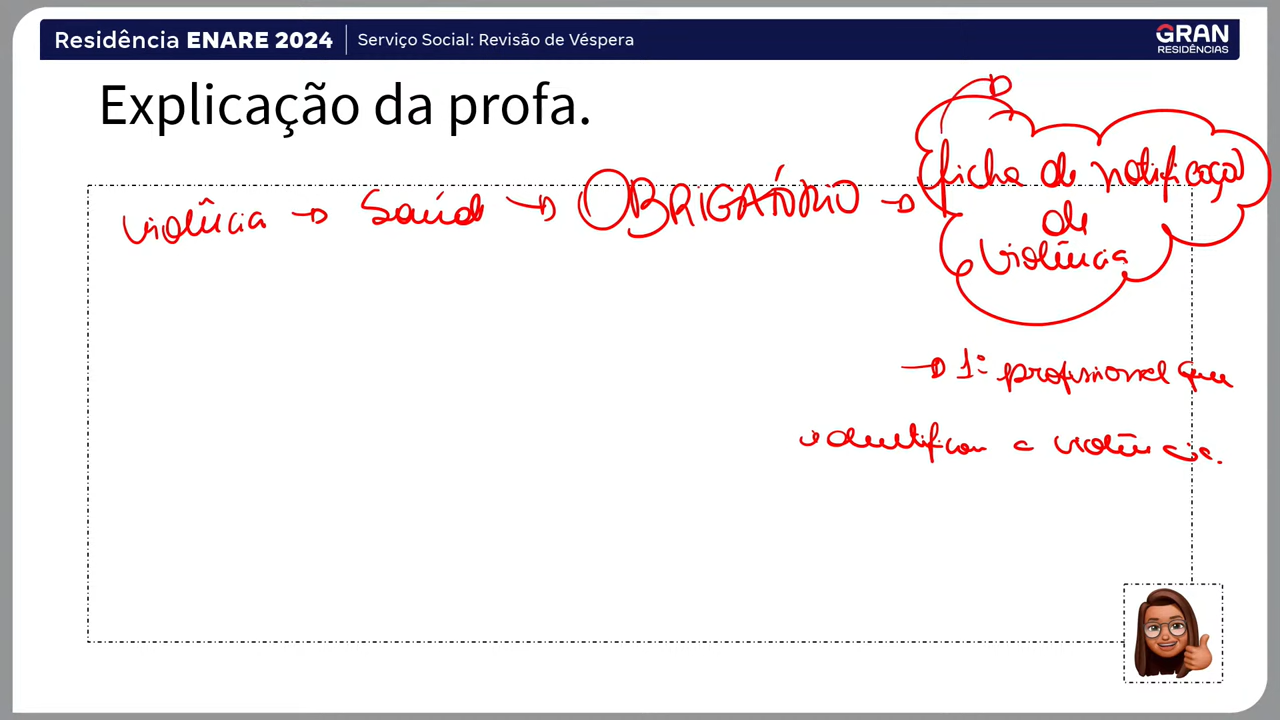 Residência ENARE 2024 | Serviço Social: Revisão de Véspera
GRAN
RESIDÊNCIAS
Explicação da profa.
violência → Saúde → OBRIGATÓRIO → ficha de notificação
de
violência
→ 1º profissional que
identificou a violência.